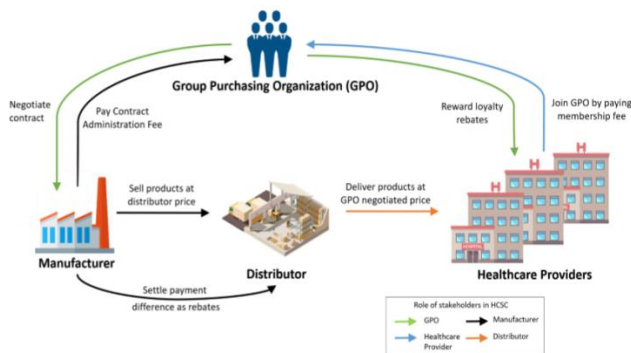 Group Purchasing Organization (GPO)
Negotiate
contract
Pay Contract
Administration Fee
Reward loyalty
rebates
Join GPO by paying
membership fee
Sell products at
distributor price
Deliver products at
GPO negotiated price
H
H
H
HOSPITAL
Manufacturer
Distributor
Healthcare Providers
Settle payment
difference as rebates
Role of stakeholders in HCSC
GPO
Manufacturer
Healthcare
Provider
Distributor